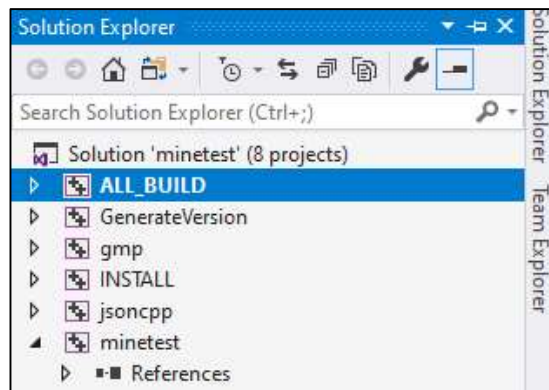 Solution Explorer
Search Solution Explorer (Ctrl+;)
Solution 'minetest' (8 projects)
ALL_BUILD
GenerateVersion
gmp
INSTALL
jsoncpp
minetest
References
Solution Explorer
Team Explorer